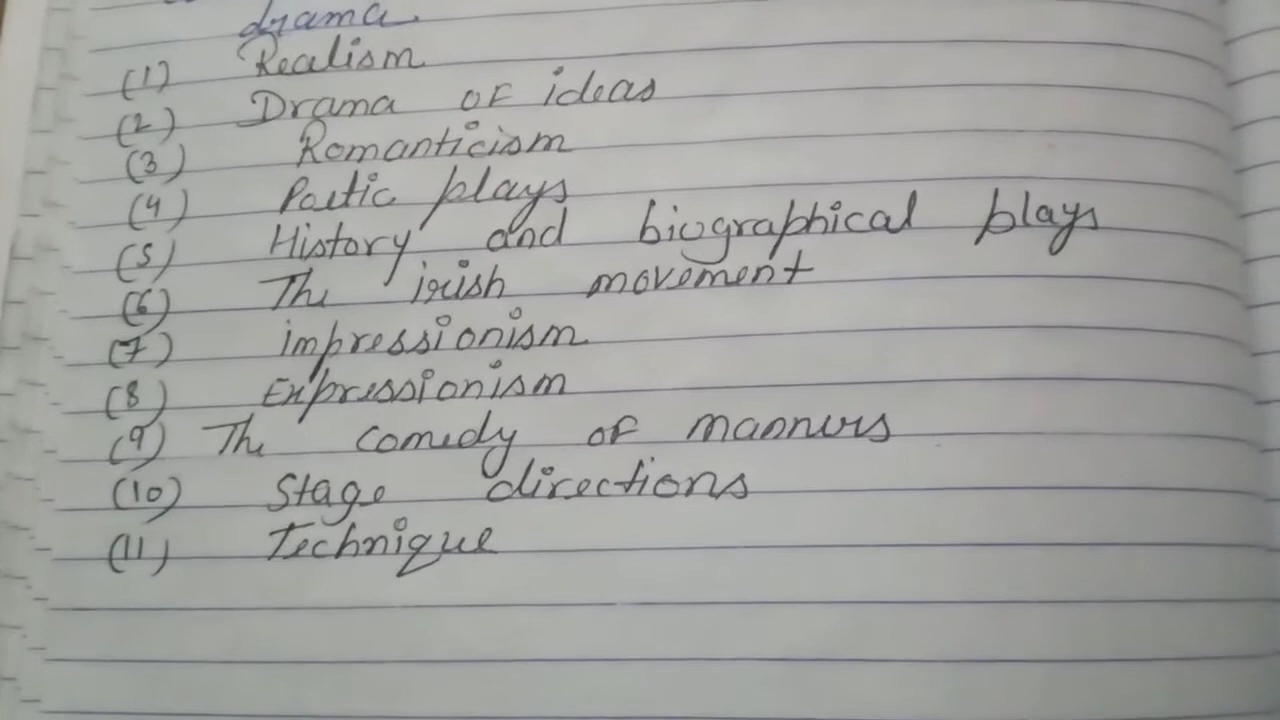 drama.
(1) Realism
(2) Drama of ideas
(3) Romanticism
(4) Poetic plays
(5) History and biographical plays
(6) The irish movement
(7) impressionism
(8) Expressionism
(9) The comedy of manners
(10) Stage directions
(11) Technique